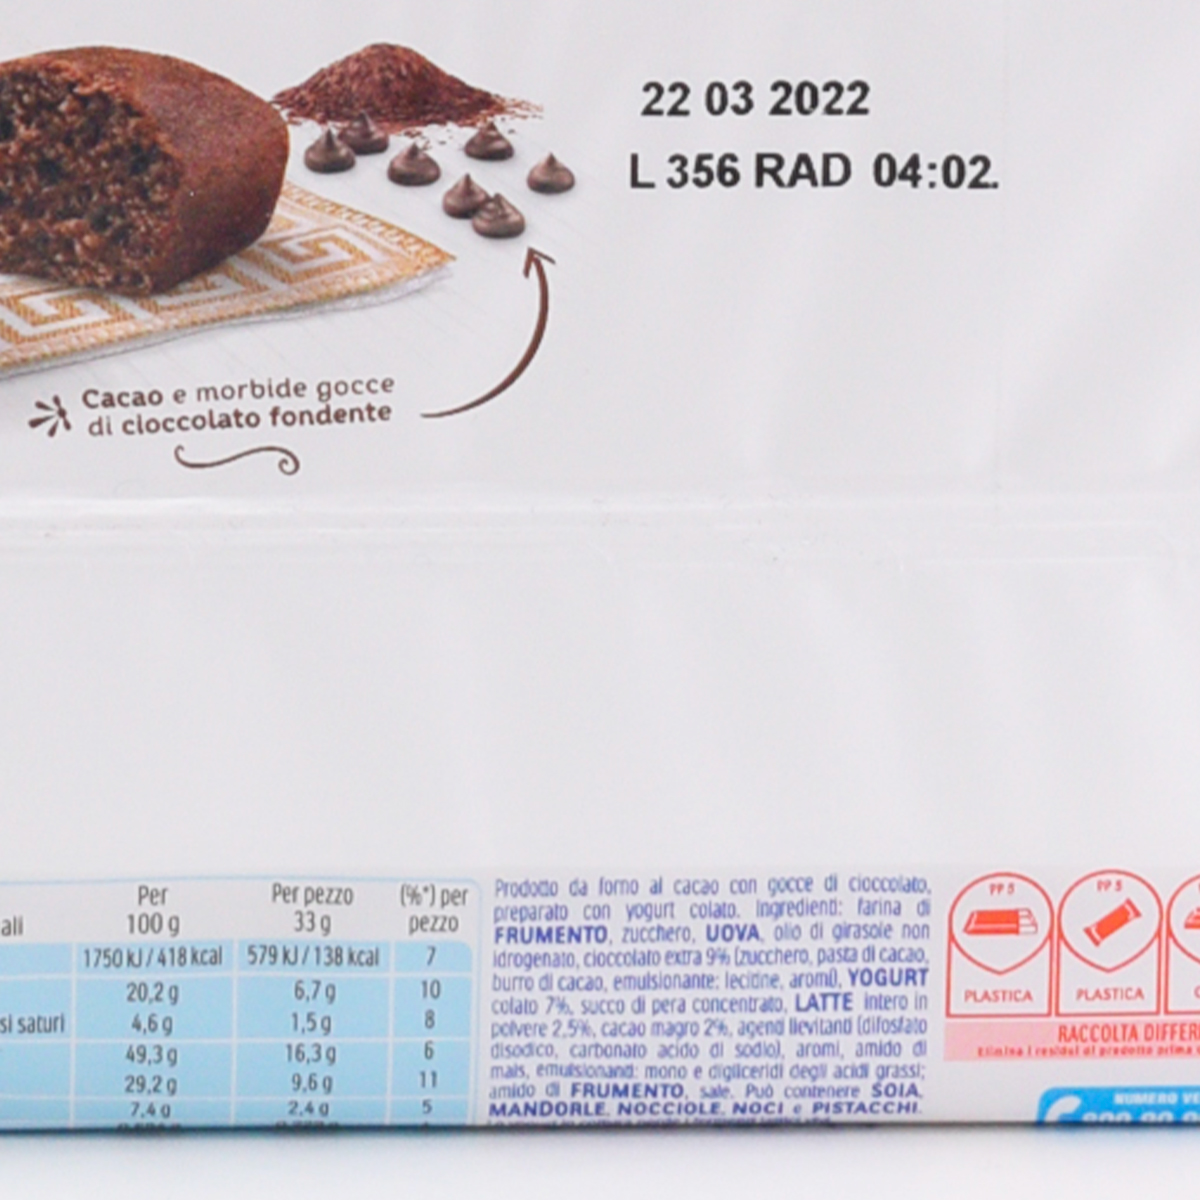 22 03 2022
L 356 RAD 04:02.
Cacao e morbide gocce
di cioccolato fondente
ali
Per
100 g
Per pezzo
33 g
(%*) per
pezzo
1750 kJ / 418 kcal 579 kJ / 138 kcal 7
20,2 g 6,7 g 10
si saturi 4,6 g 1,5 g 8
49,3 g 16,3 g 6
29,2 g 9,6 g 11
7,4 g 2,4 g 5
Prodotto da forno al cacao con gocce di cioccolato,
preparato con yogurt colato. Ingredienti: farina di
FRUMENTO, zucchero, UOVA, olio di girasole non
idrogenato, cioccolato extra 9% (zucchero, pasta di cacao,
burro di cacao, emulsionante: lecitine, aromi), YOGURT
colato 7%, succo di pera concentrato, LATTE intero in
polvere 2,5%, cacao magro 2%, agenti lievitanti (difosfato
disodico, carbonato acido di sodio), aromi, amido di
mais, emulsionanti: mono e digliceridi degli acidi grassi;
amido di FRUMENTO, sale. Può contenere SOIA,
MANDORLE, NOCCIOLE, NOCI e PISTACCHI.
PP 5
PLASTICA
PP 5
PLASTICA
RACCOLTA DIFFER
Elimina i residui di prodotto prima
NUMERO VE